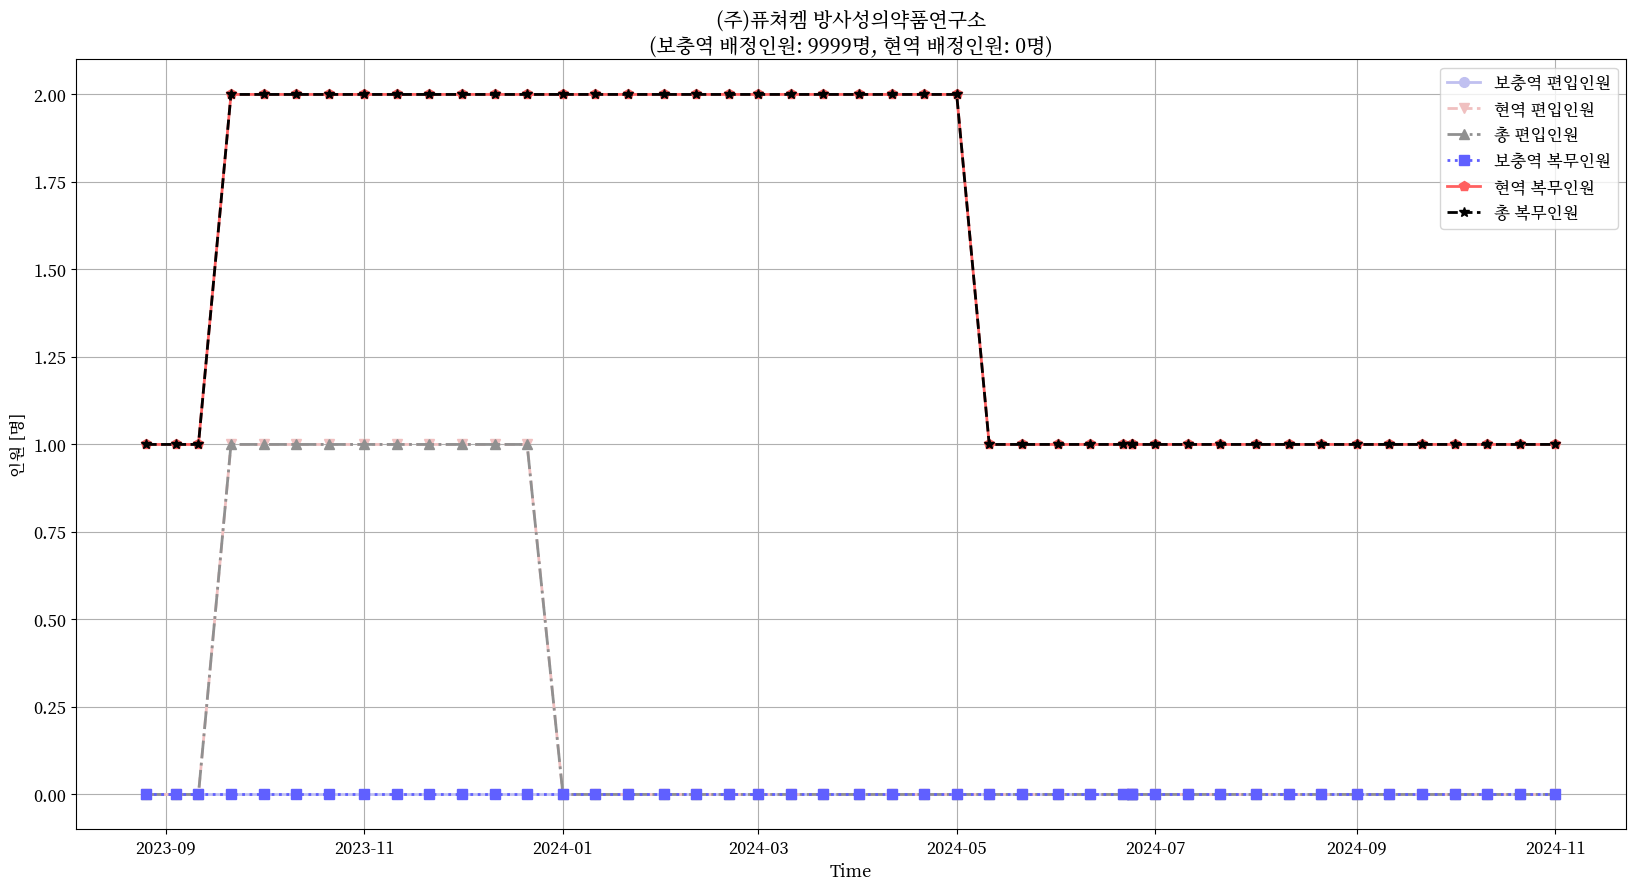 (주)퓨쳐켐 방사성의약품연구소
(보충역 배정인원: 9999명, 현역 배정인원: 0명)
보충역 편입인원
현역 편입인원
총 편입인원
보충역 복무인원
현역 복무인원
총 복무인원
인원 [명]
2.00
1.75
1.50
1.25
1.00
0.75
0.50
0.25
0.00
2023-09 2023-11 2024-01 2024-03 2024-05 2024-07 2024-09 2024-11
Time